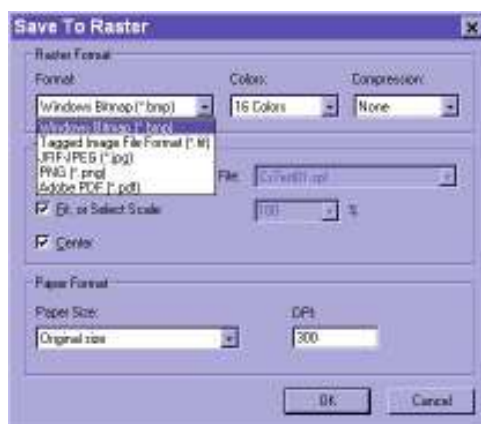 Save To Raster
Raster Format
Format: Colors: Compression:
Windows Bitmap (*.bmp) 16 Colors None
Windows Bitmap (*.bmp)
Tagged Image File Format (*.tif)
JFIF-JPEG (*.jpg)
PNG (*.png)
Adobe PDF (*.pdf)
File:
Fit, or Select Scale 100 %
Center
Paper Format
Paper Size: DPI:
Original size 300
OK Cancel